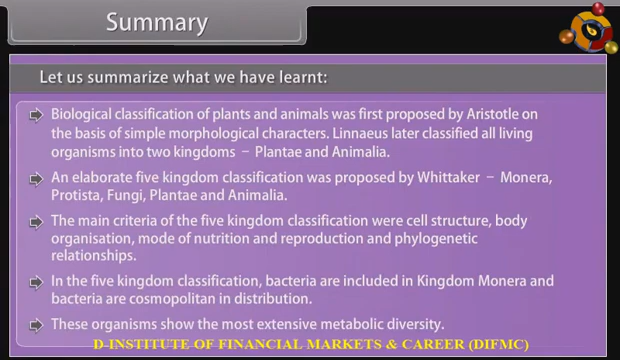 Summary
Let us summarize what we have learnt:
Biological classification of plants and animals was first proposed by Aristotle on
the basis of simple morphological characters. Linnaeus later classified all living
organisms into two kingdoms – Plantae and Animalia.
An elaborate five kingdom classification was proposed by Whittaker – Monera,
Protista, Fungi, Plantae and Animalia.
The main criteria of the five kingdom classification were cell structure, body
organisation, mode of nutrition and reproduction and phylogenetic
relationships.
In the five kingdom classification, bacteria are included in Kingdom Monera and
bacteria are cosmopolitan in distribution.
These organisms show the most extensive metabolic diversity.
D-INSTITUTE OF FINANCIAL MARKETS & CAREER (DIFMC)